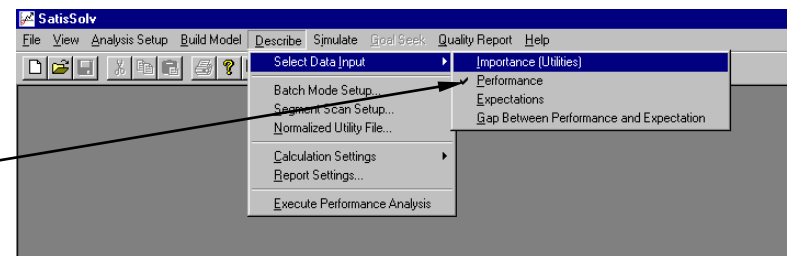 SatisSolv
File View Analysis Setup Build Model Describe Simulate Goal Seek Quality Report Help
Select Data Input
Importance (Utilities)
Performance
Expectations
Gap Between Performance and Expectation
Batch Mode Setup...
Segment Scan Setup...
Normalized Utility File...
Calculation Settings
Report Settings...
Execute Performance Analysis